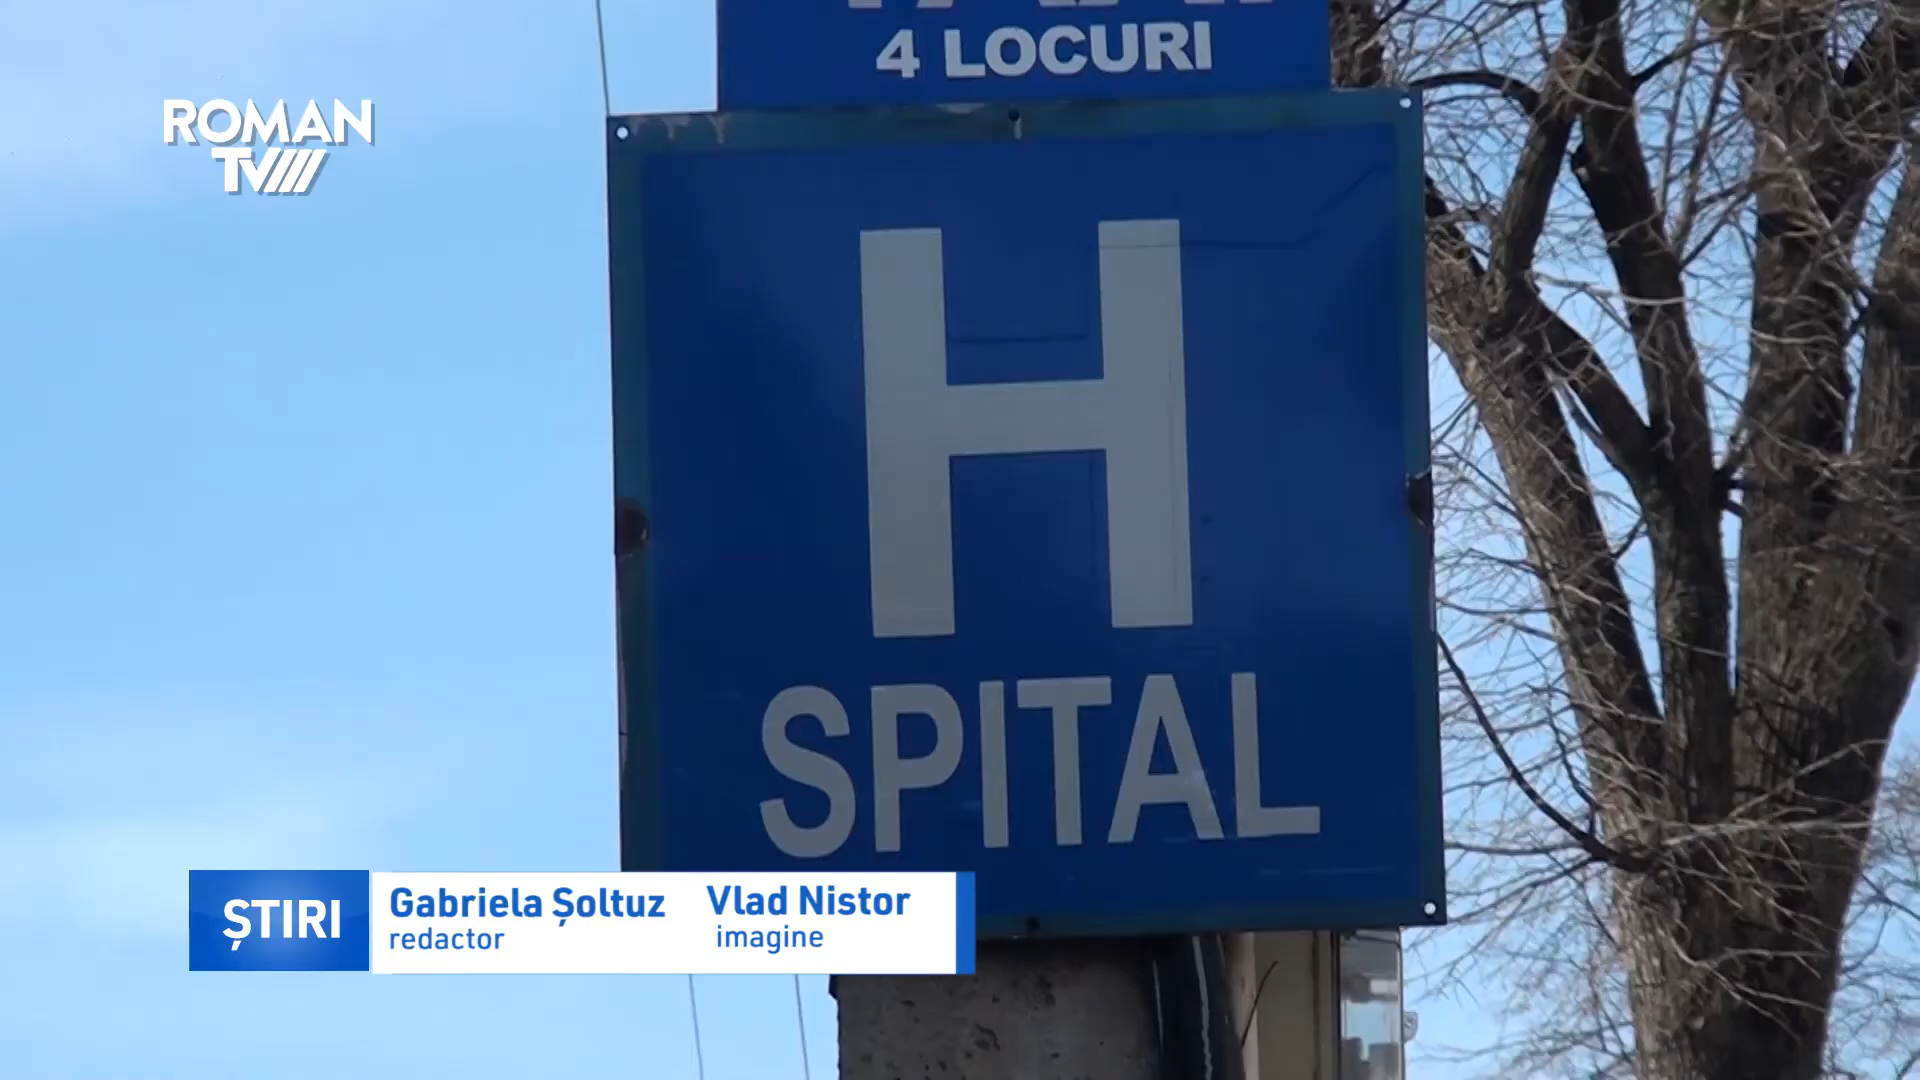 4 LOCURI
ROMAN
TV
H
SPITAL
ȘTIRI
Gabriela Șoltuz
redactor
Vlad Nistor
imagine